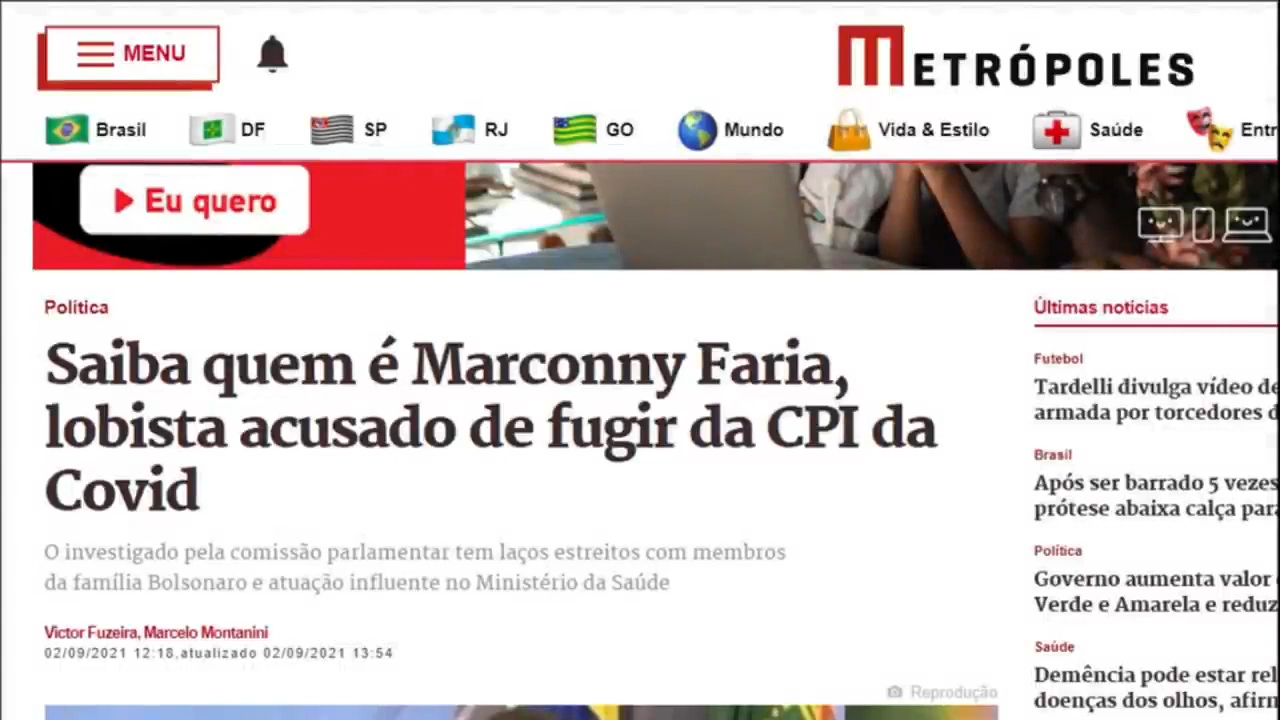 MENU
METRÓPOLES
Brasil
DF
SP
RJ
GO
Mundo
Vida & Estilo
Saúde
Entr
Eu quero
Política
Saiba quem é Marconny Faria,
lobista acusado de fugir da CPI da
Covid
O investigado pela comissão parlamentar tem laços estreitos com membros
da família Bolsonaro e atuação influente no Ministério da Saúde
Victor Fuzeira, Marcelo Montanini
02/09/2021 12:18,atualizado 02/09/2021 13:54
Reprodução
Últimas notícias
Futebol
Tardelli divulga vídeo de
armada por torcedores d
Brasil
Após ser barrado 5 vezes
prótese abaixa calça par
Política
Governo aumenta valor
Verde e Amarela e reduz
Saúde
Demência pode estar rel
doenças dos olhos, afirm